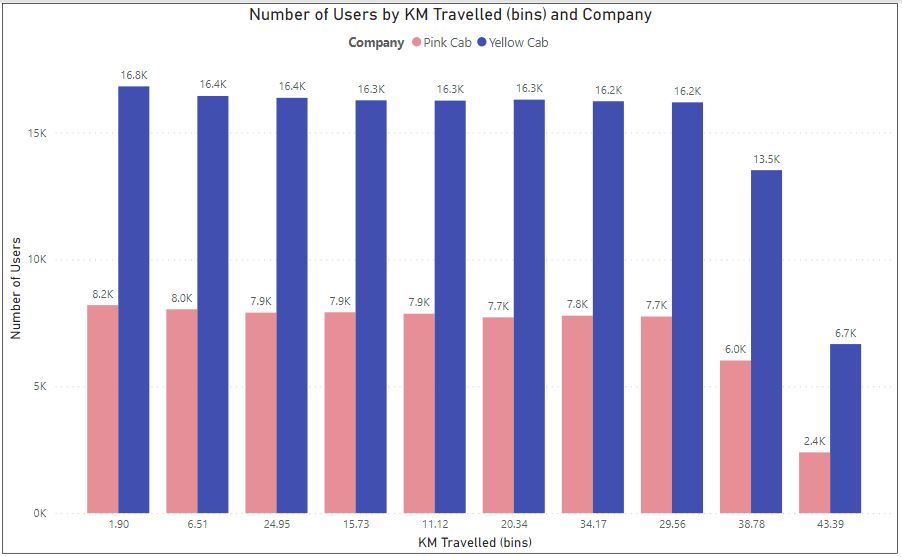 Number of Users by KM Travelled (bins) and Company
Company Pink Cab Yellow Cab
16.8K 16.4K 16.4K 16.3K 16.3K 16.3K 16.2K 16.2K
15K
13.5K
Number of Users
10K
8.2K 8.0K 7.9K 7.9K 7.9K 7.7K 7.8K 7.7K
6.0K 6.7K
5K
2.4K
0K
1.90 6.51 24.95 15.73 11.12 20.34 34.17 29.56 38.78 43.39
KM Travelled (bins)